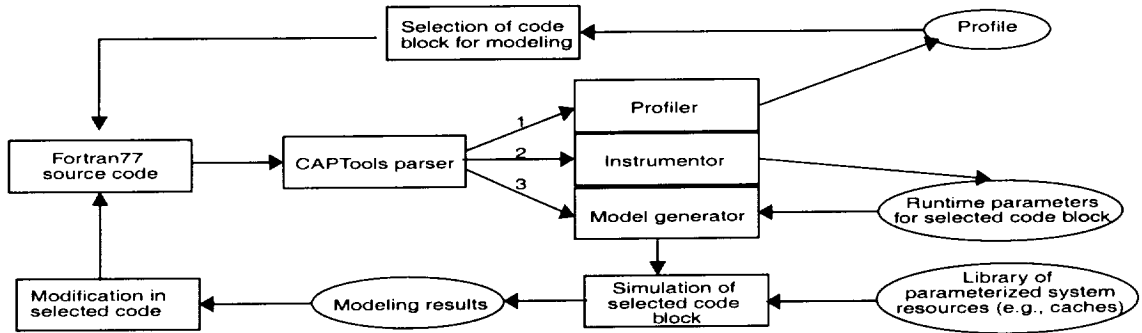 Selection of code
block for modeling
Profile
Profiler
1
Fortran77
source code
CAPTools parser
2
Instrumentor
3
Model generator
Runtime parameters
for selected code block
Modification in
selected code
Modeling results
Simulation of
selected code
block
Library of
parameterized system
resources (e.g., caches)